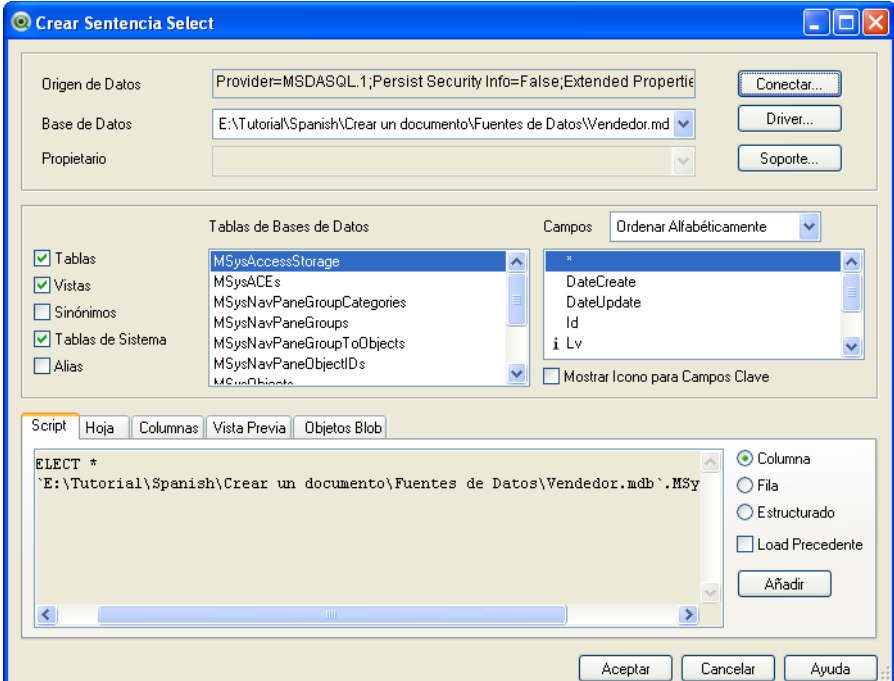 Crear Sentencia Select
Origen de Datos
Provider=MSDASQL.1;Persist Security Info=False;Extended Propertie
Conectar...
Base de Datos
E:\Tutorial\Spanish\Crear un documento\Fuentes de Datos\Vendedor.md
Driver...
Propietario
Soporte...
Tablas de Bases de Datos
Campos
Ordenar Alfabéticamente
Tablas
Vistas
Sinónimos
Tablas de Sistema
Alias
MSysAccessStorage
MSysACEs
MSysNavPaneGroupCategories
MSysNavPaneGroups
MSysNavPaneGroupToObjects
MSysNavPaneObjectIDs
MSysObjects
*
DateCreate
DateUpdate
Id
i Lv
Mostrar Icono para Campos Clave
Script Hoja Columnas Vista Previa Objetos Blob
ELECT *
`E:\Tutorial\Spanish\Crear un documento\Fuentes de Datos\Vendedor.mdb`.MSy
Columna
Fila
Estructurado
Load Precedente
Añadir
Aceptar Cancelar Ayuda